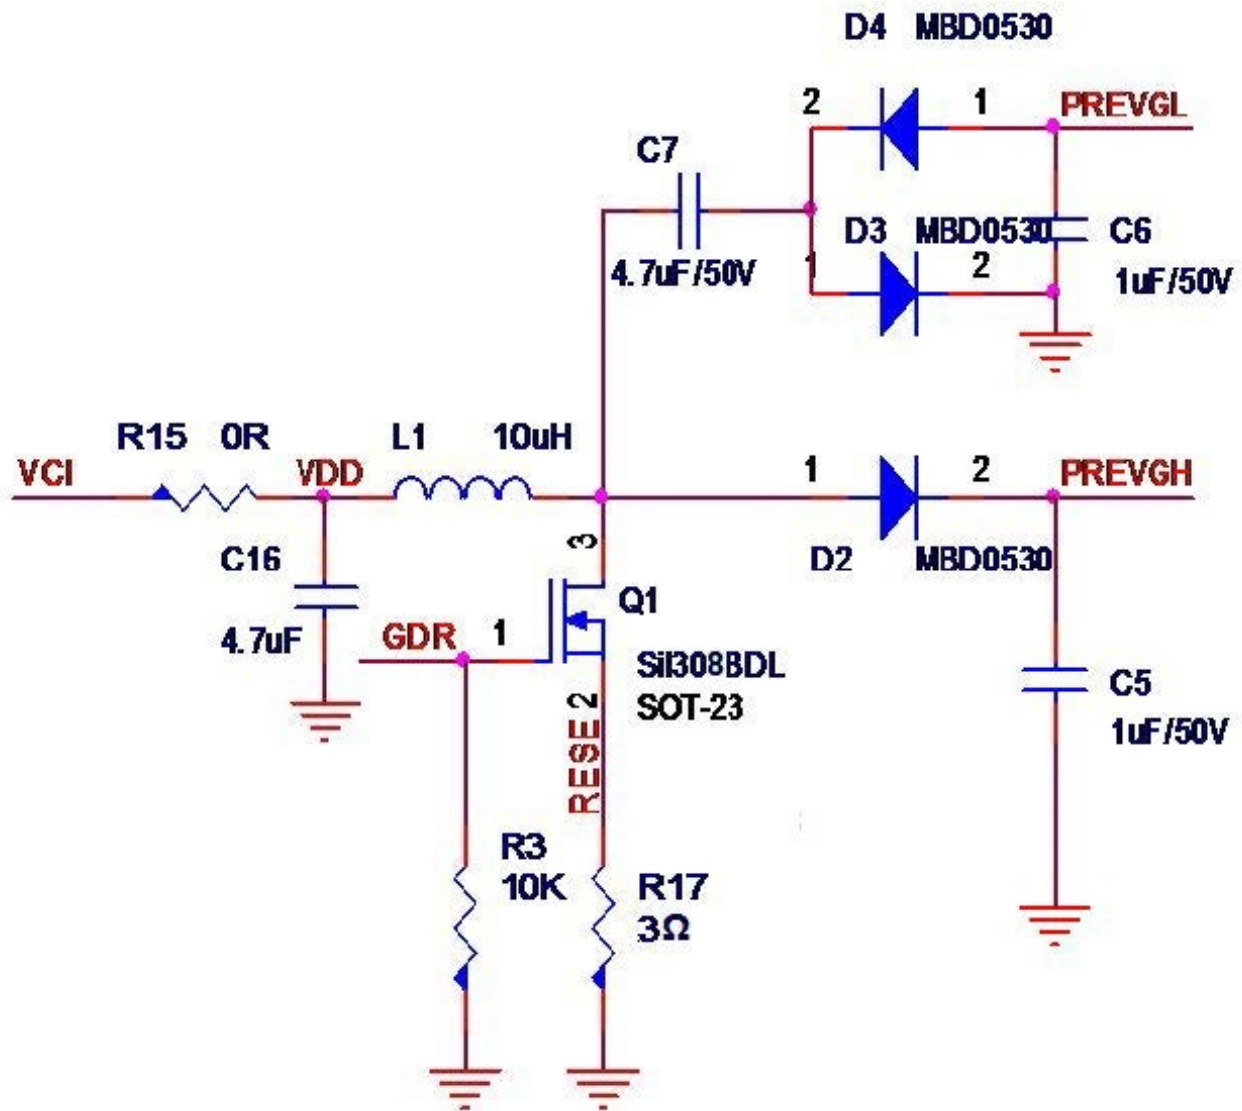 D4 MBD0530
2 1 PREVGL
C7
D3 MBD0530 C6
4.7uF/50V 1 2 1uF/50V
R15 0R L1 10uH
VCI VDD 1 2 PREVGH
3
C16 D2 MBD0530
Q1
4.7uF GDR 1
Sil308BDL
SOT-23
2
RESE
C5
1uF/50V
R3
10K
R17
3Ω